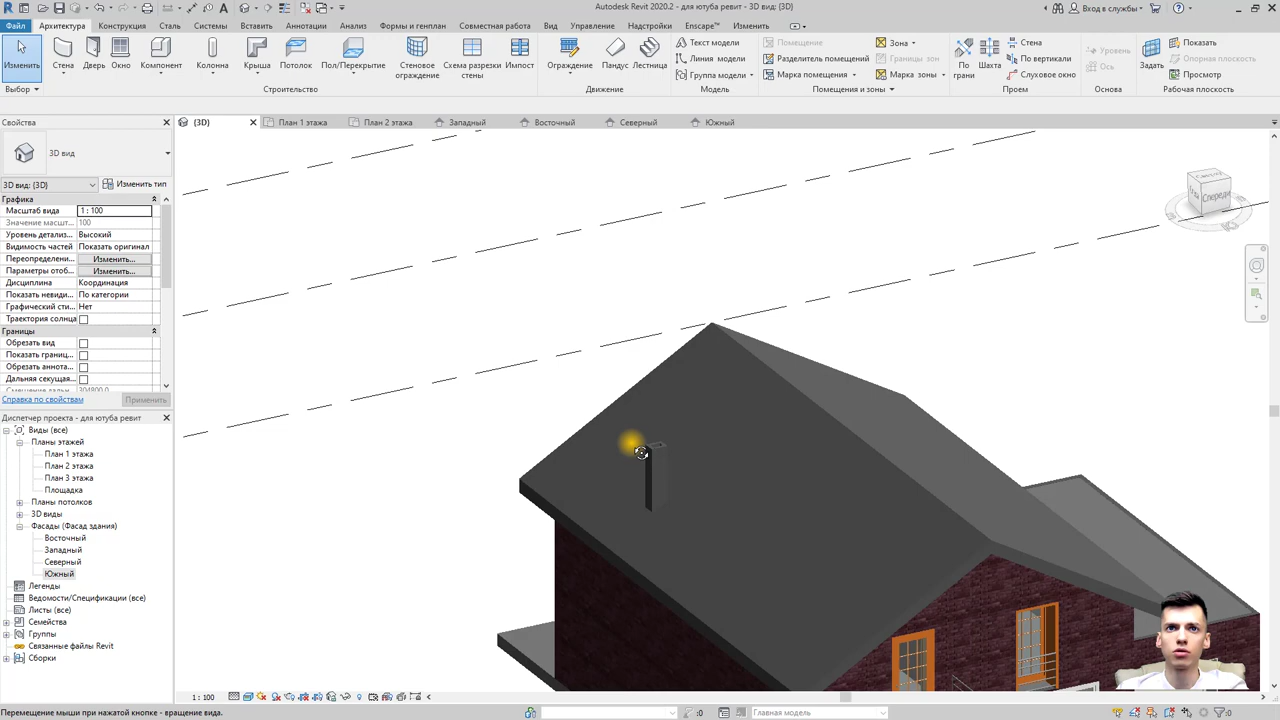 Autodesk Revit 2020.2 - для ютуба ревит - 3D вид: {3D}
Вход в службы
Файл Архитектура Конструкция Сталь Системы Вставить Аннотации Анализ Формы и генплан Совместная работа Вид Управление Надстройки Enscape™ Изменить
Изменить Стена Дверь Окно Компонент Колонна Крыша Потолок Пол/Перекрытие Стеновое ограждение Схема разрезки стены Импост Ограждение Пандус Лестница
Текст модели
Линия модели
Группа модели
Помещение
Разделитель помещений
Марка помещения
Зона
Границы зон
Марка зоны
По грани
Шахта
Стена
По вертикали
Слуховое окно
Уровень
Ось
Задать
Показать
Опорная плоскость
Просмотр
Выбор Строительство Движение Модель Помещения и зоны Проем Основа Рабочая плоскость
Свойства
{3D} План 1 этажа План 2 этажа Западный Восточный Северный Южный
3D вид
3D вид: {3D} Изменить тип
Графика
Масштаб вида 1 : 100
Значение масшт... 100
Уровень детализ... Высокий
Видимость частей Показать оригинал
Переопределени... Изменить...
Параметры отоб... Изменить...
Дисциплина Координация
Показать невиди... По категории
Графический сти... Нет
Траектория солнца
Границы
Обрезать вид
Показать границ...
Обрезать аннота...
Дальняя секущая...
304800.0
Справка по свойствам Применить
Диспетчер проекта - для ютуба ревит
Виды (все)
Планы этажей
План 1 этажа
План 2 этажа
План 3 этажа
Площадка
Планы потолков
3D виды
Фасады (Фасад здания)
Восточный
Западный
Северный
Южный
Легенды
Ведомости/Спецификации (все)
Листы (все)
Семейства
Группы
Связанные файлы Revit
Сборки
Спереди
1 : 100
Перемещение мыши при нажатой кнопке - вращение вида.
:0
Главная модель
:0